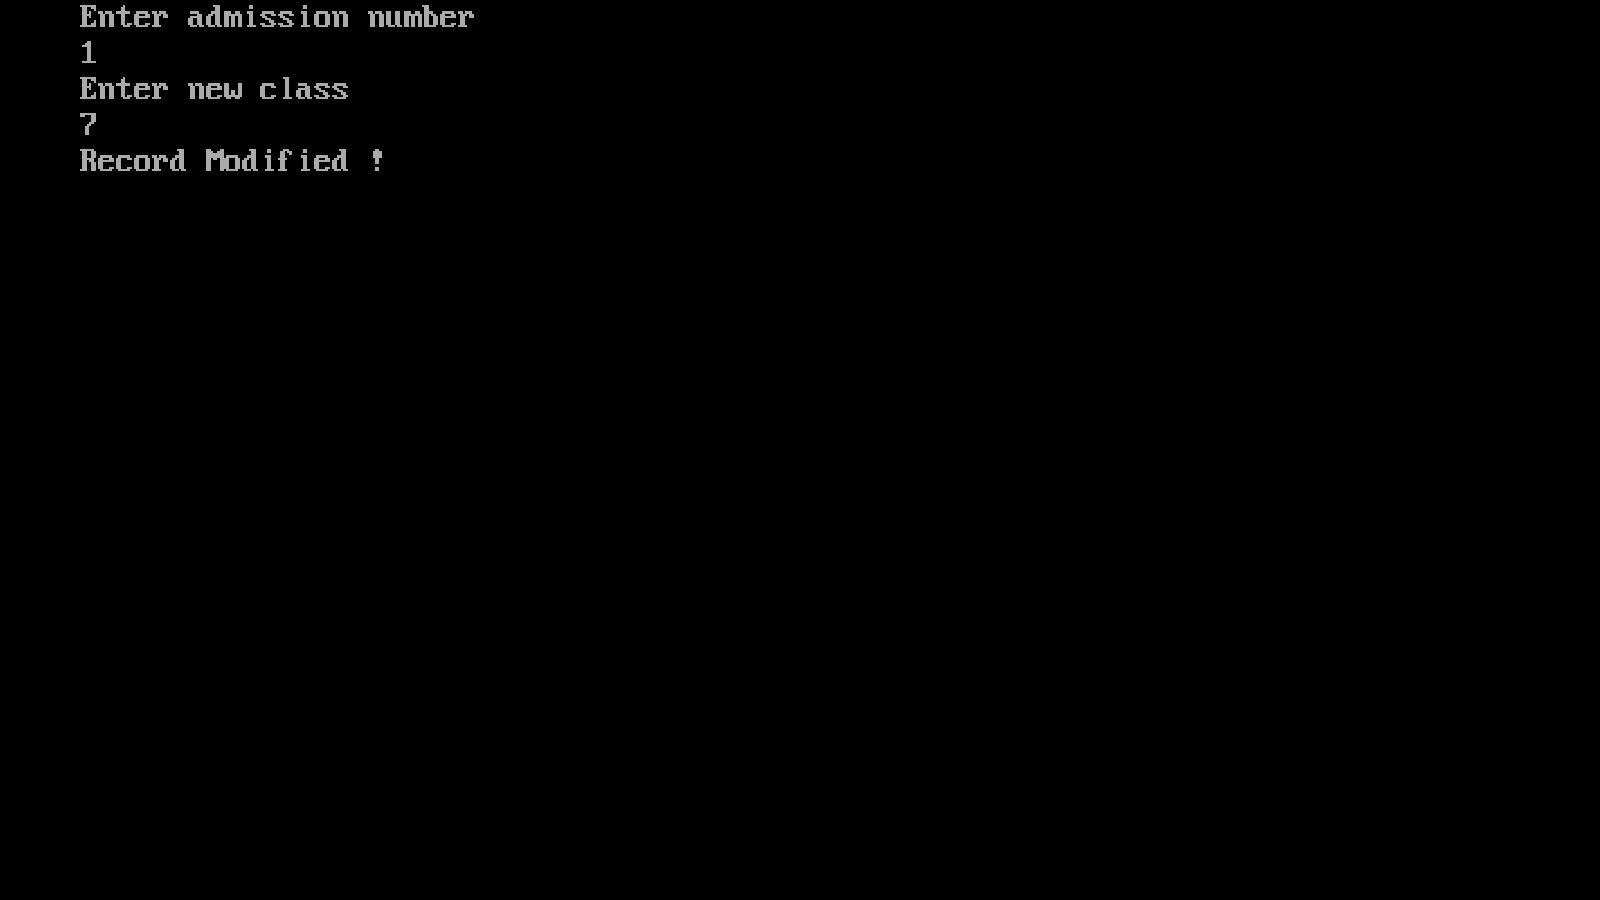 Enter admission number
1
Enter new class
7
Record Modified !